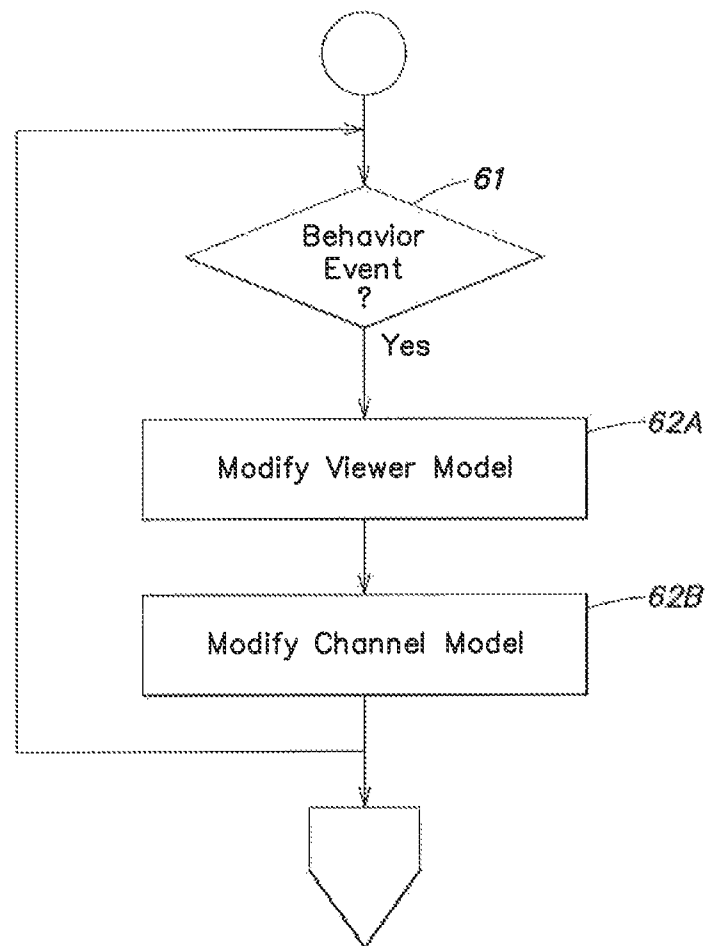 61
Behavior
Event
?
Yes
62A
Modify Viewer Model
62B
Modify Channel Model